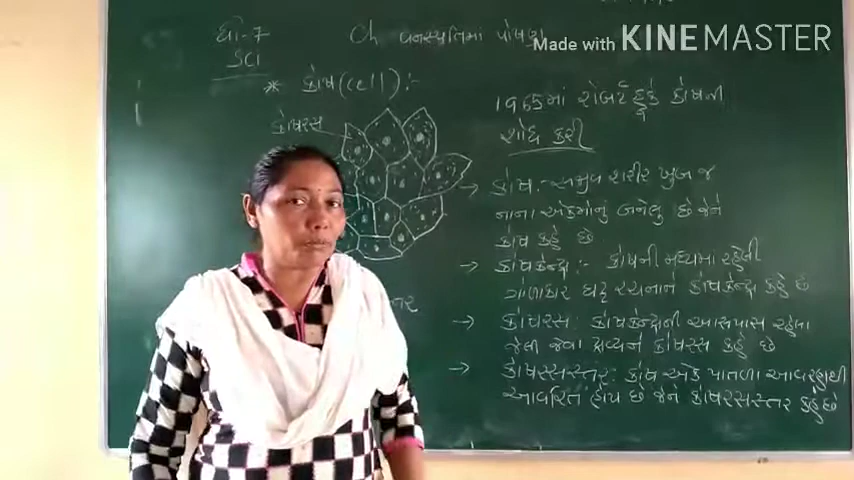 ધો-7
Ch વનસ્પતિમાં પોષણ
Made with KINEMASTER
* કોષ (cell) :-
1965માં રોબર્ટ હુકે કોષની
શોધ કરી
કોષરસ
→ કોષ :- સજીવ શરીર ખુબ જ
નાના એકમોનું બનેલુ છે જેને
કોષ કહે છે
→ કોષકેન્દ્ર :- કોષની મધ્યમા રહેલી
ગોળાકાર ઘટ્ટ રચનાને કોષકેન્દ્ર કહે છે
→ કોષરસ : કોષકેન્દ્રની આસપાસ રહેલા
જેલી જેવા દ્રવ્યને કોષરસ કહે છે
→ કોષરસસ્તર : કોષ એક પાતળા આવરણથી
આવરિત હોય છે જેને કોષરસસ્તર કહે છે